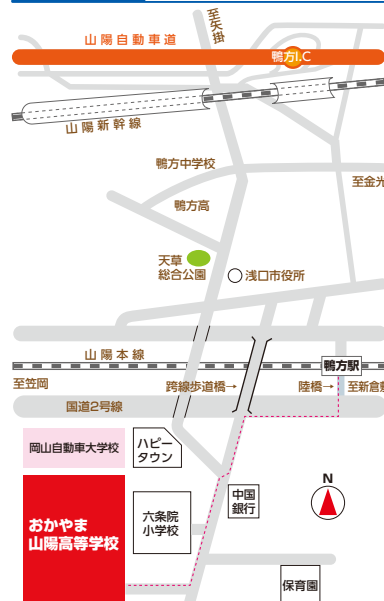 至矢掛
山陽自動車道
鴨方I.C
山陽新幹線
鴨方中学校
至金光
鴨方高
天草
総合公園
浅口市役所
山陽本線
鴨方駅
至笠岡
跨線歩道橋→
陸橋→
至新倉敷
国道2号線
岡山自動車大学校
ハピー
タウン
N
おかやま
山陽高等学校
六条院
小学校
中国
銀行
保育園